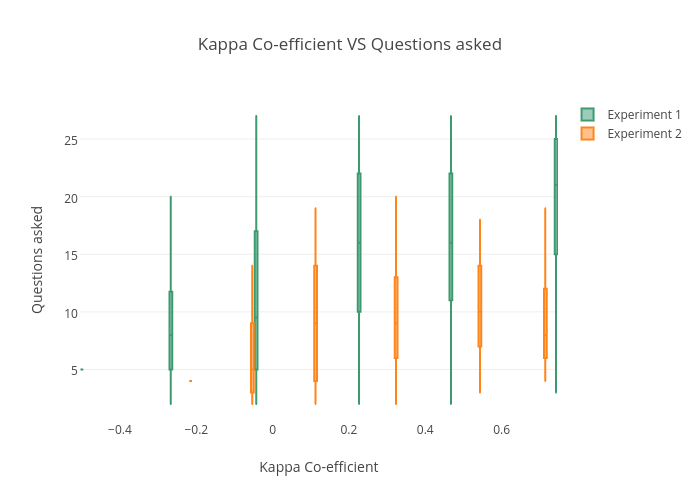 Kappa Co-efficient VS Questions asked
Experiment 1
Experiment 2
Questions asked
25
20
15
10
5
−0.4
−0.2
0
0.2
0.4
0.6
Kappa Co-efficient